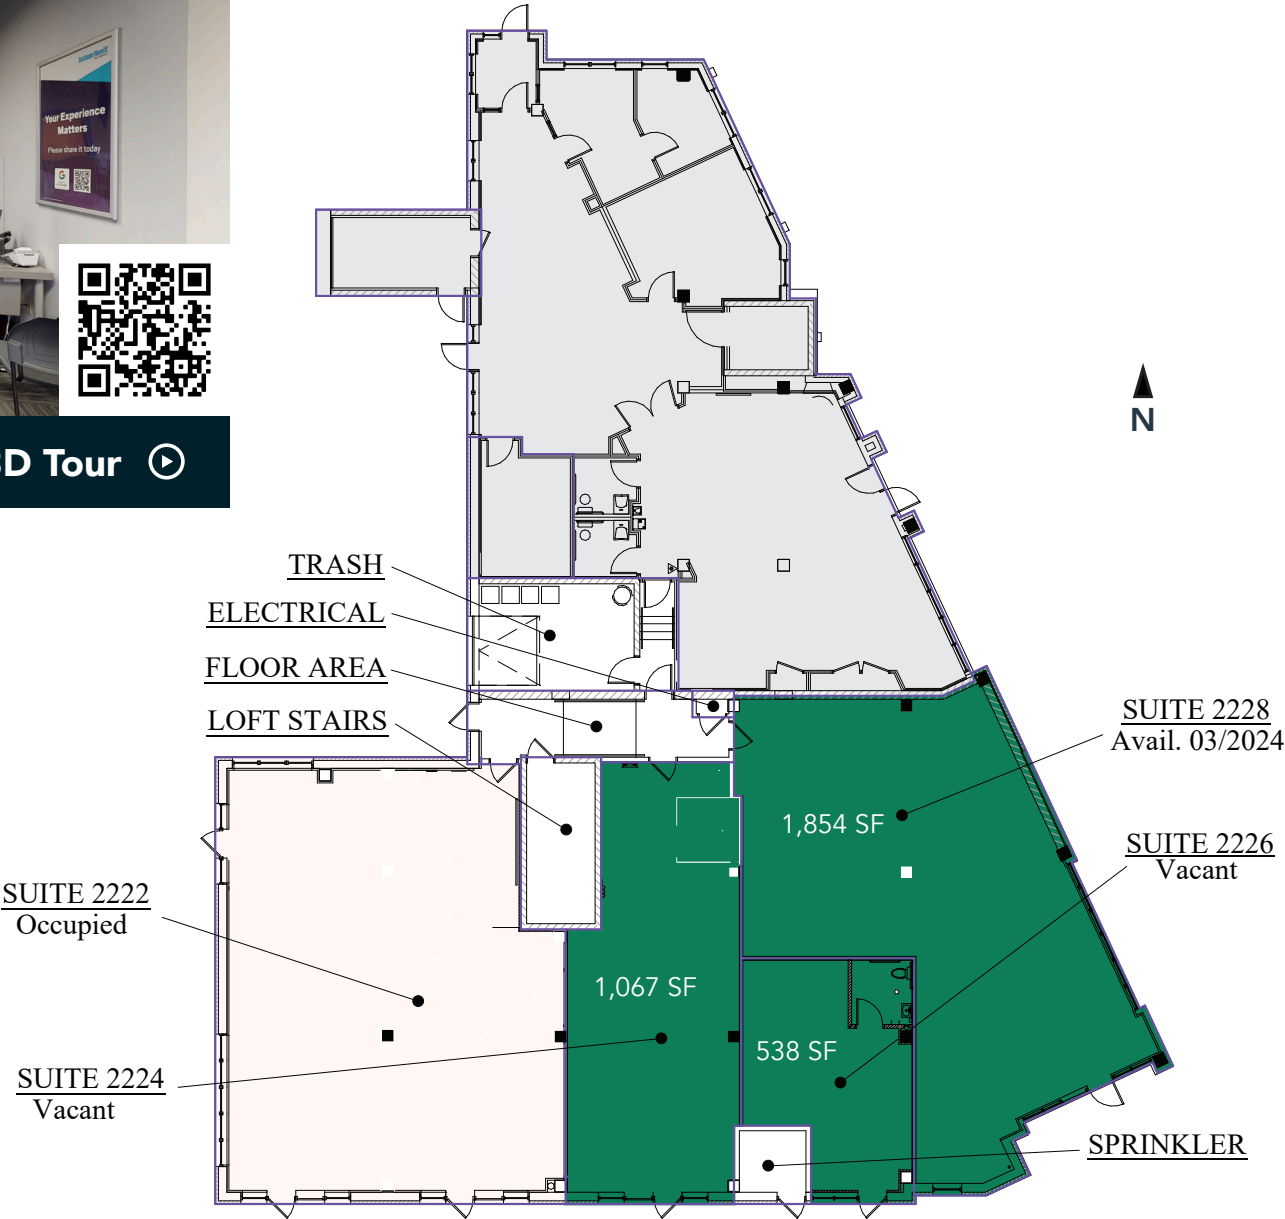 Jackson Hewitt
Your Experience
Matters
Please share it today
3D Tour
N
TRASH
ELECTRICAL
FLOOR AREA
LOFT STAIRS
SUITE 2228
Avail. 03/2024
1,854 SF
SUITE 2226
Vacant
SUITE 2222
Occupied
1,067 SF
538 SF
SUITE 2224
Vacant
SPRINKLER